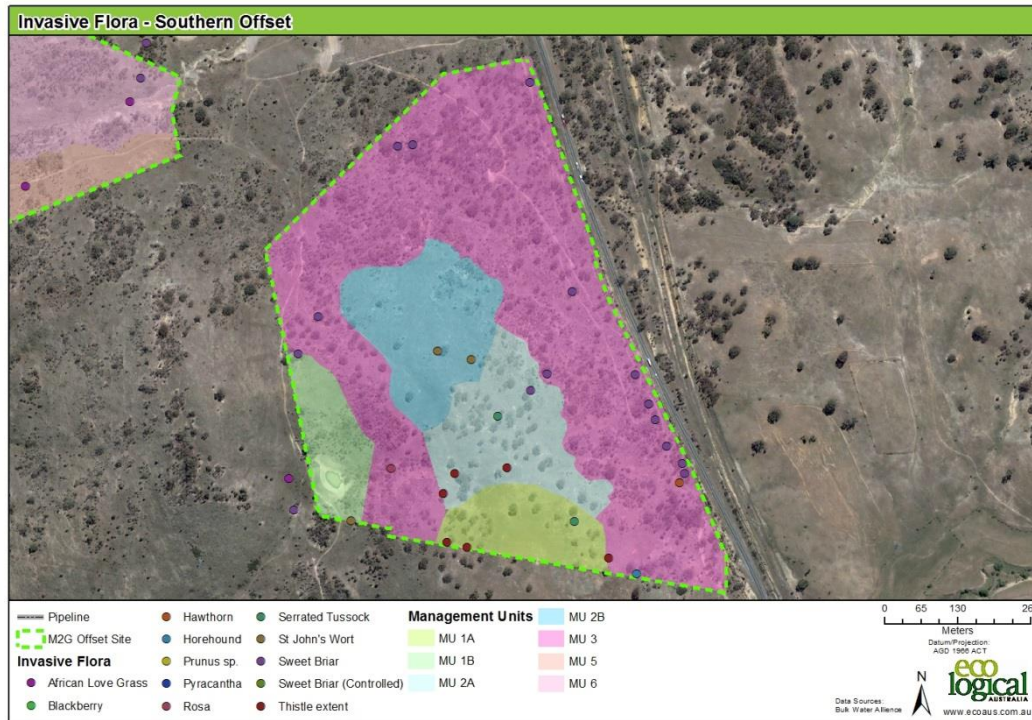 Invasive Flora - Southern Offset
Pipeline
M2G Offset Site
Invasive Flora
African Love Grass
Blackberry
Hawthorn
Horehound
Prunus sp.
Pyracantha
Rosa
Serrated Tussock
St John's Wort
Sweet Briar
Sweet Briar (Controlled)
Thistle extent
Management Units
MU 1A
MU 1B
MU 2A
MU 2B
MU 3
MU 5
MU 6
0 65 130 26
Meters
Datum/Projection:
AGD 1966 ACT
N
Data Sources:
Bulk Water Alliance
eco
logical
AUSTRALIA
www.ecoaus.com.au